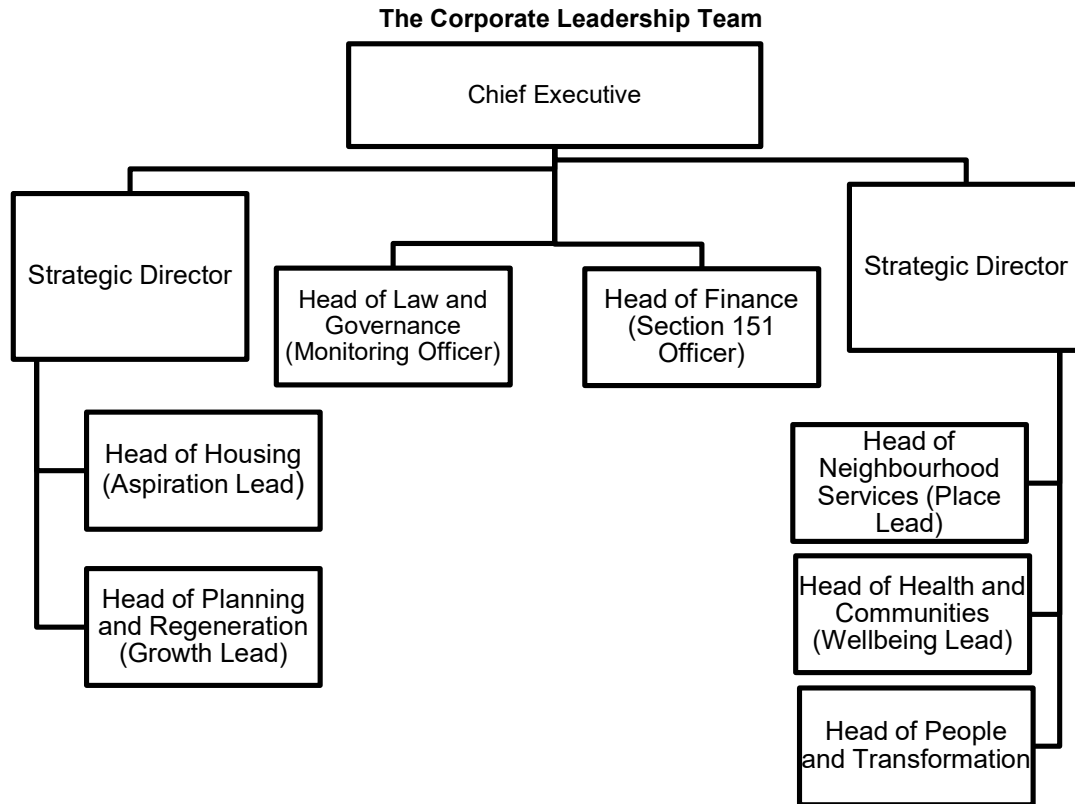 The Corporate Leadership Team
Chief Executive
Strategic Director
Head of Law and
Governance
(Monitoring Officer)
Head of Finance
(Section 151
Officer)
Strategic Director
Head of Housing
(Aspiration Lead)
Head of Planning
and Regeneration
(Growth Lead)
Head of
Neighbourhood
Services (Place
Lead)
Head of Health and
Communities
(Wellbeing Lead)
Head of People
and Transformation